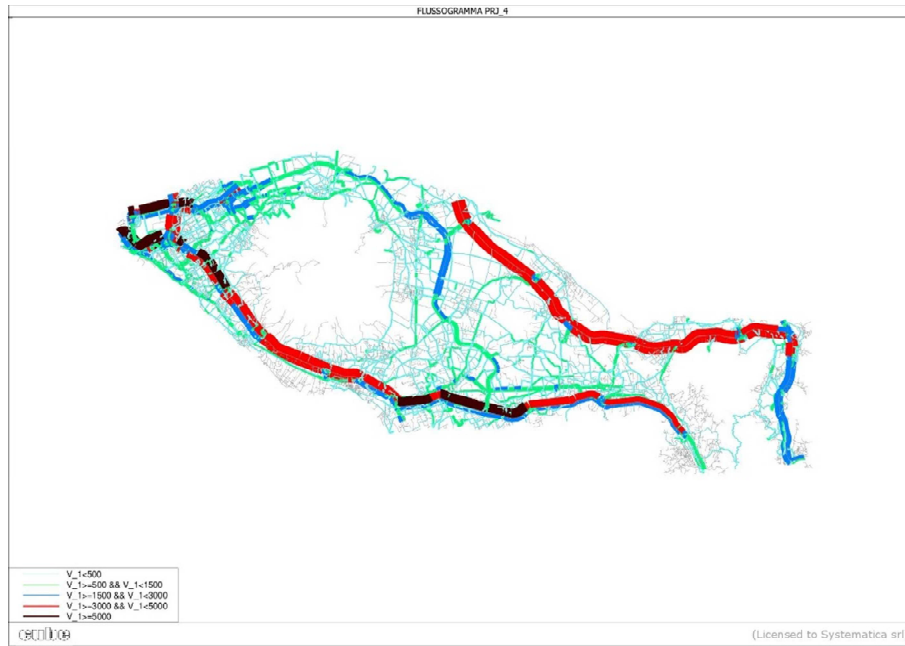 FLUSSOGRAMMA PRJ_4
V_1<500
V_1>=500 && V_1<1500
V_1>=1500 && V_1<3000
V_1>=3000 && V_1<5000
V_1>=5000
(Licensed to Systematica srl